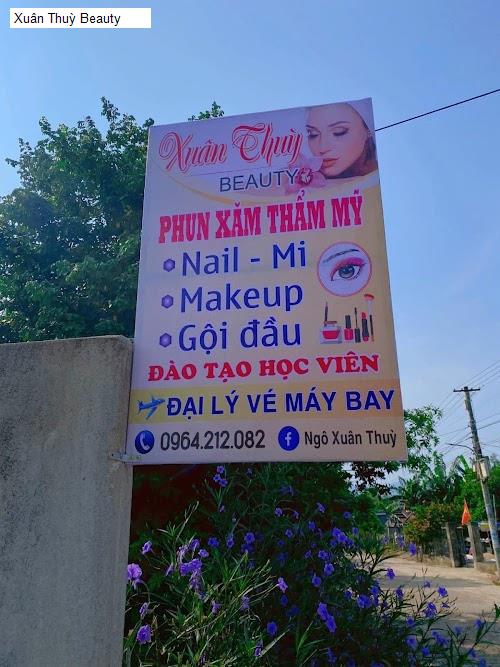 Xuân Thuỳ Beauty
Xuân Thuỳ
BEAUTY
PHUN XĂM THẨM MỸ
Nail - Mi
Makeup
Gội đầu
ĐÀO TẠO HỌC VIÊN
ĐẠI LÝ VÉ MÁY BAY
0964.212.082 Ngô Xuân Thuỳ